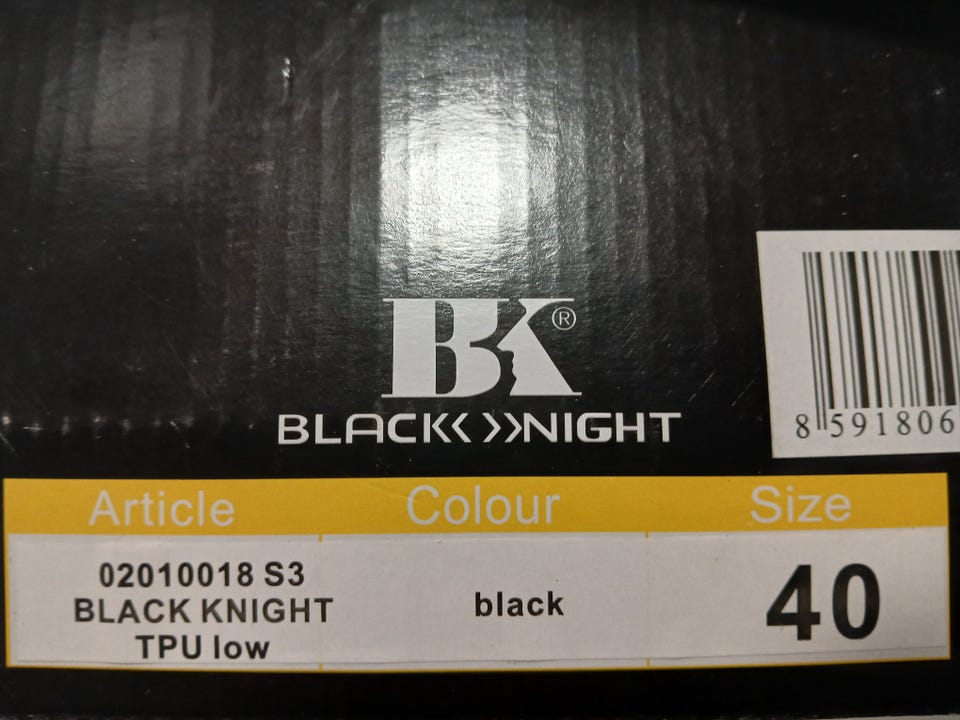 BK®
BLACK<< >>NIGHT
8 591806
Article Colour Size
02010018 S3
BLACK KNIGHT
TPU low
black
40